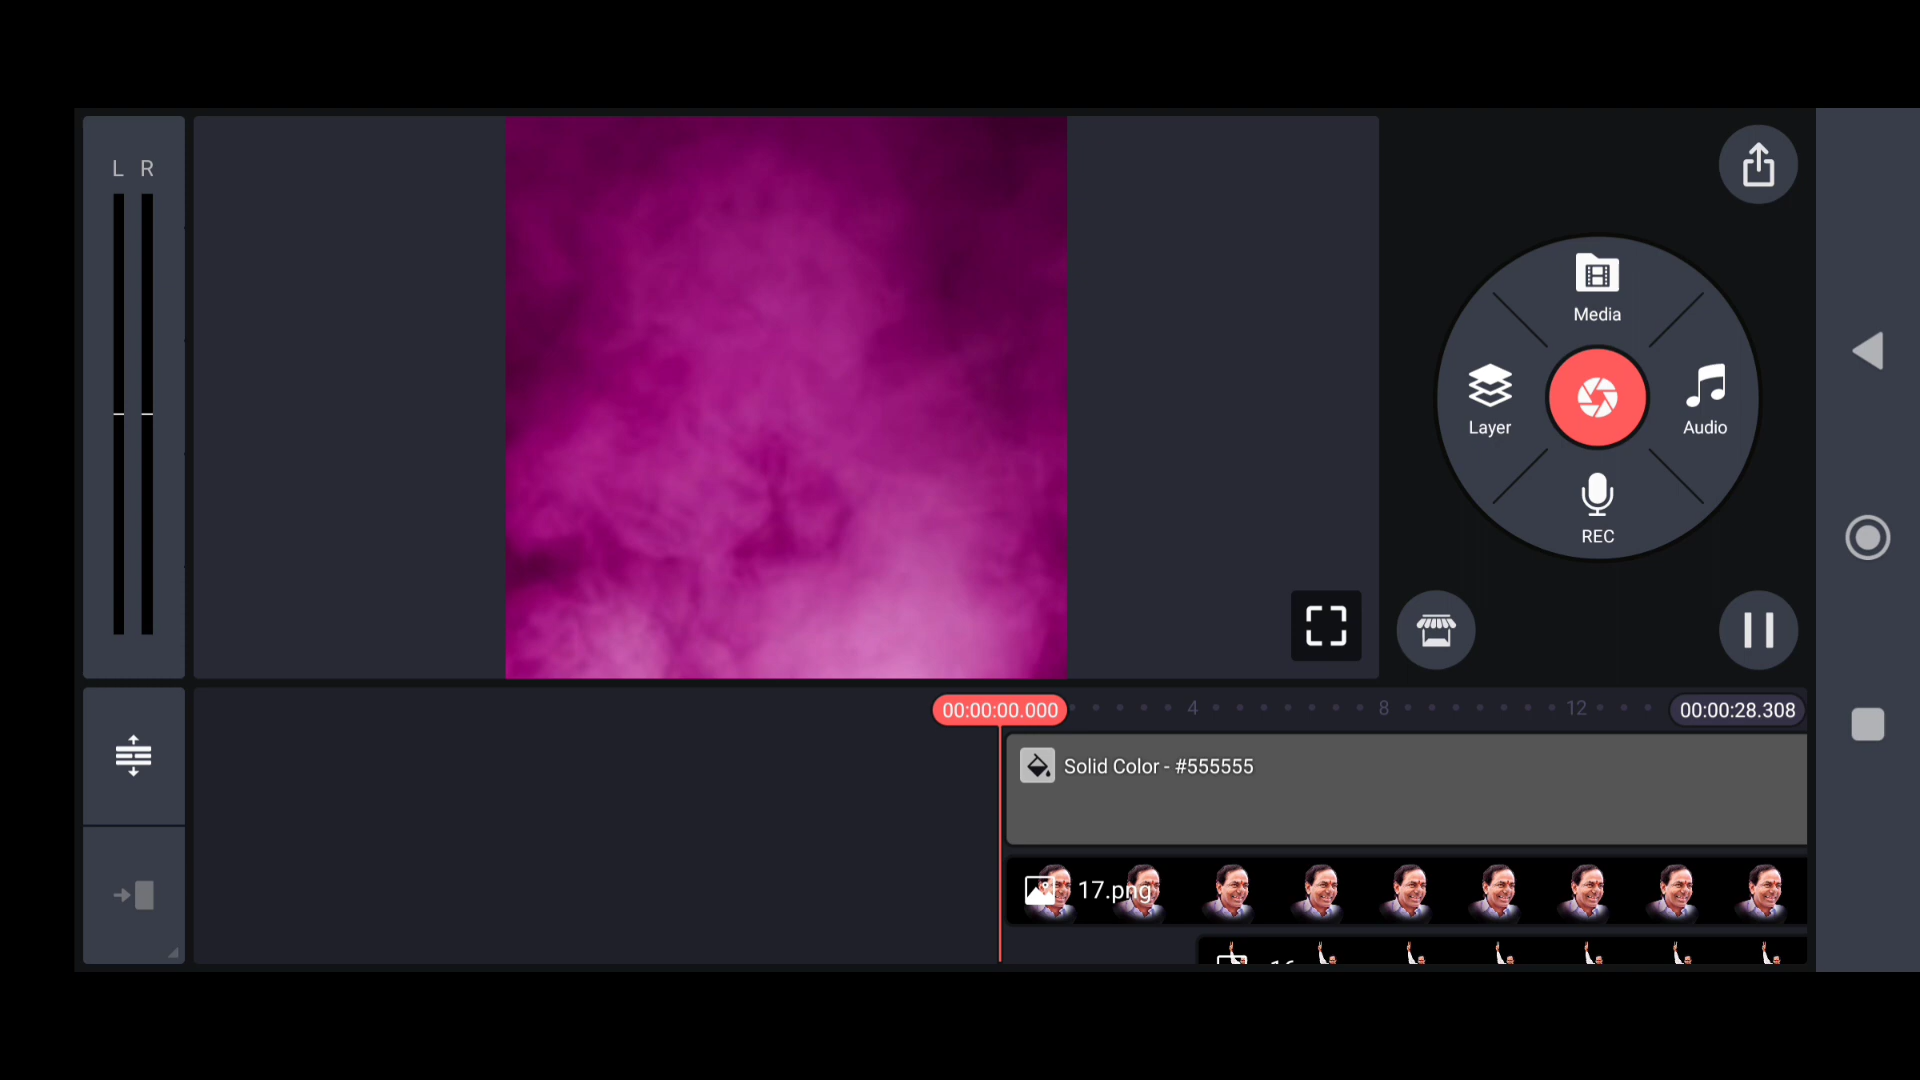 L R
Media
Layer
Audio
REC
00:00:00.000
4
8
12
00:00:28.308
Solid Color - #555555
17.png